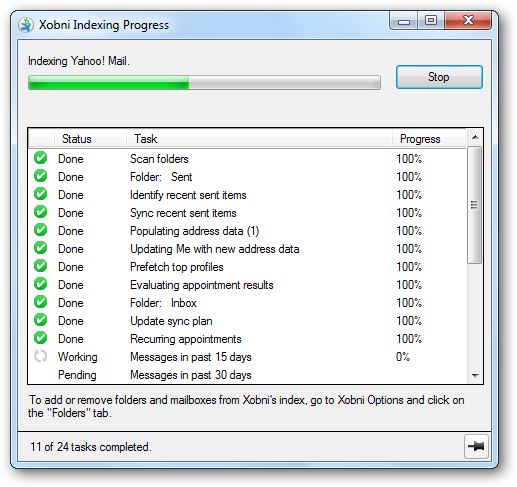 Xobni Indexing Progress
Indexing Yahoo! Mail.
Stop
Status Task Progress
Done Scan folders 100%
Done Folder: Sent 100%
Done Identify recent sent items 100%
Done Sync recent sent items 100%
Done Populating address data (1) 100%
Done Updating Me with new address data 100%
Done Prefetch top profiles 100%
Done Evaluating appointment results 100%
Done Folder: Inbox 100%
Done Update sync plan 100%
Done Recurring appointments 100%
Working Messages in past 15 days 0%
Pending Messages in past 30 days
To add or remove folders and mailboxes from Xobni's index, go to Xobni Options and click on
the "Folders" tab.
11 of 24 tasks completed.